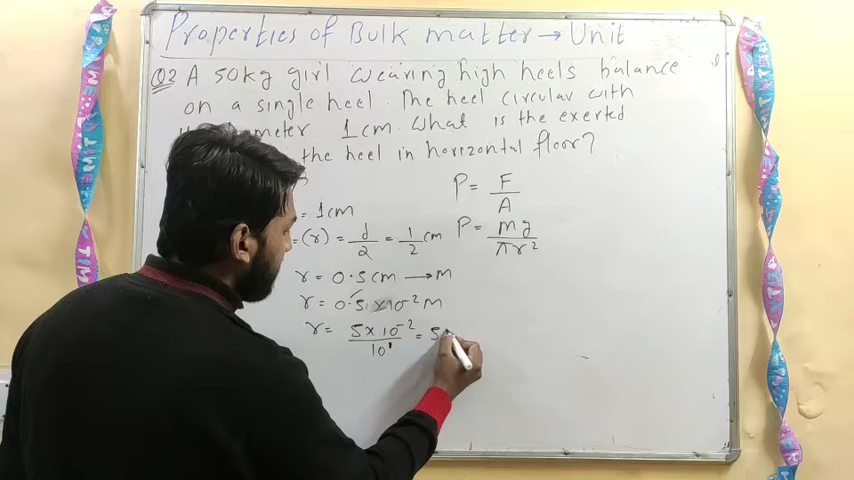 Properties of Bulk matter → Unit
Q2 A 50kg girl wearing high heels balance
on a single heel. The heel circular with
1cm. What is the exerted
the heel in horizontal floor?
P = F/A
= 1cm
= (r) = d/2 = 1/2 cm
P = mg/πr²
r = 0.5cm → m
r = 0.5 × 10⁻² m
r = 5 × 10⁻²/10¹ = 5